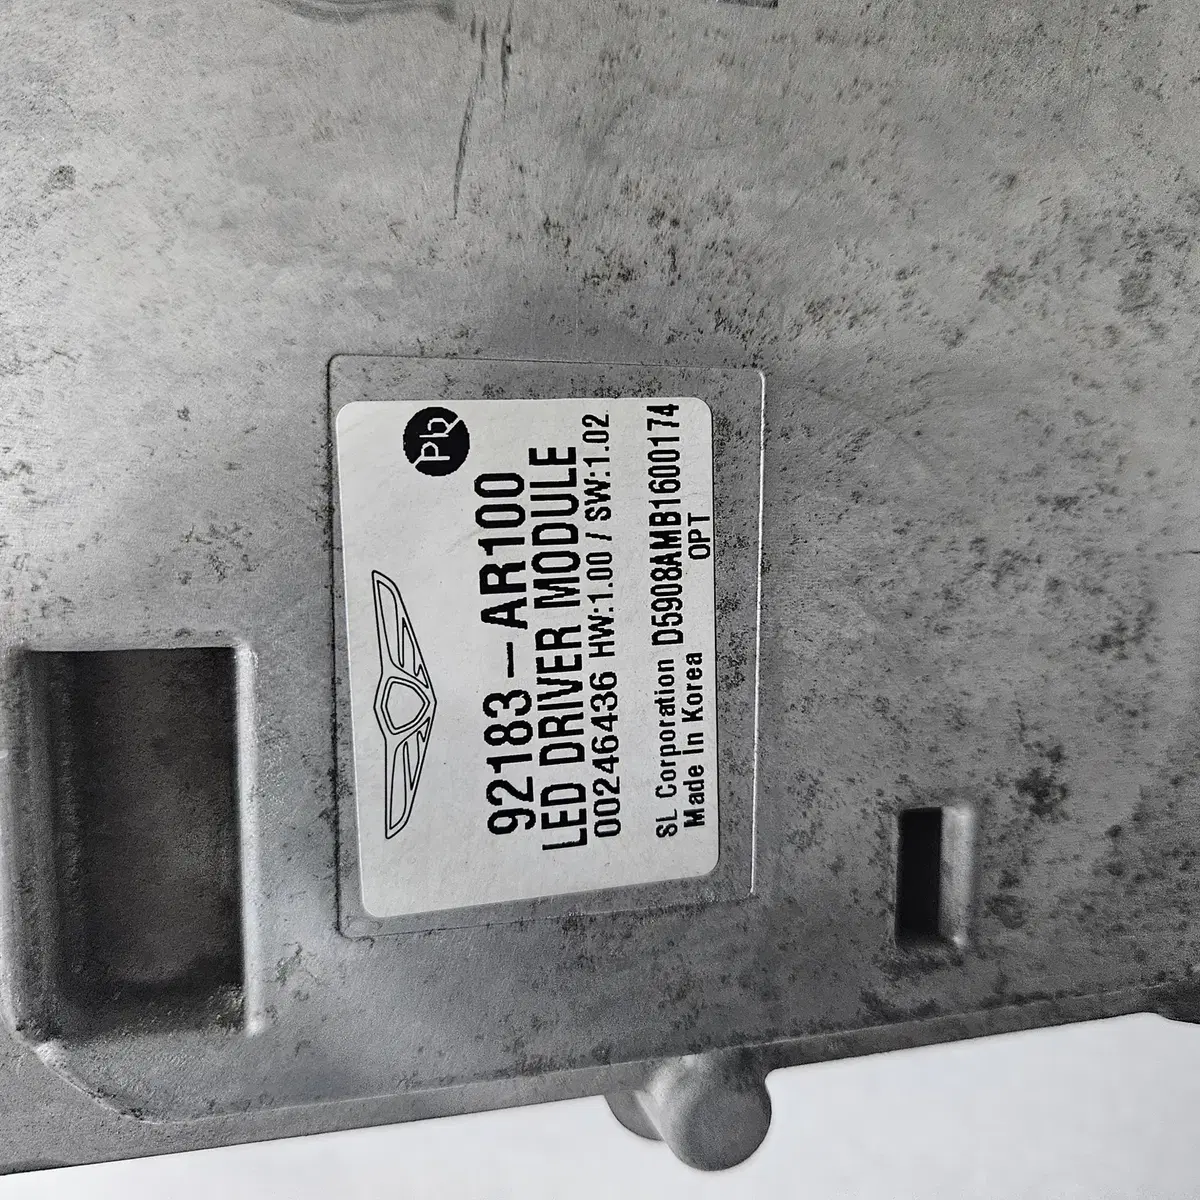 Pb
92183-AR100
LED DRIVER MODULE
00246436 HW:1.00 / SW:1.02
SL Corporation D5908AMB1600174
Made In Korea OPT